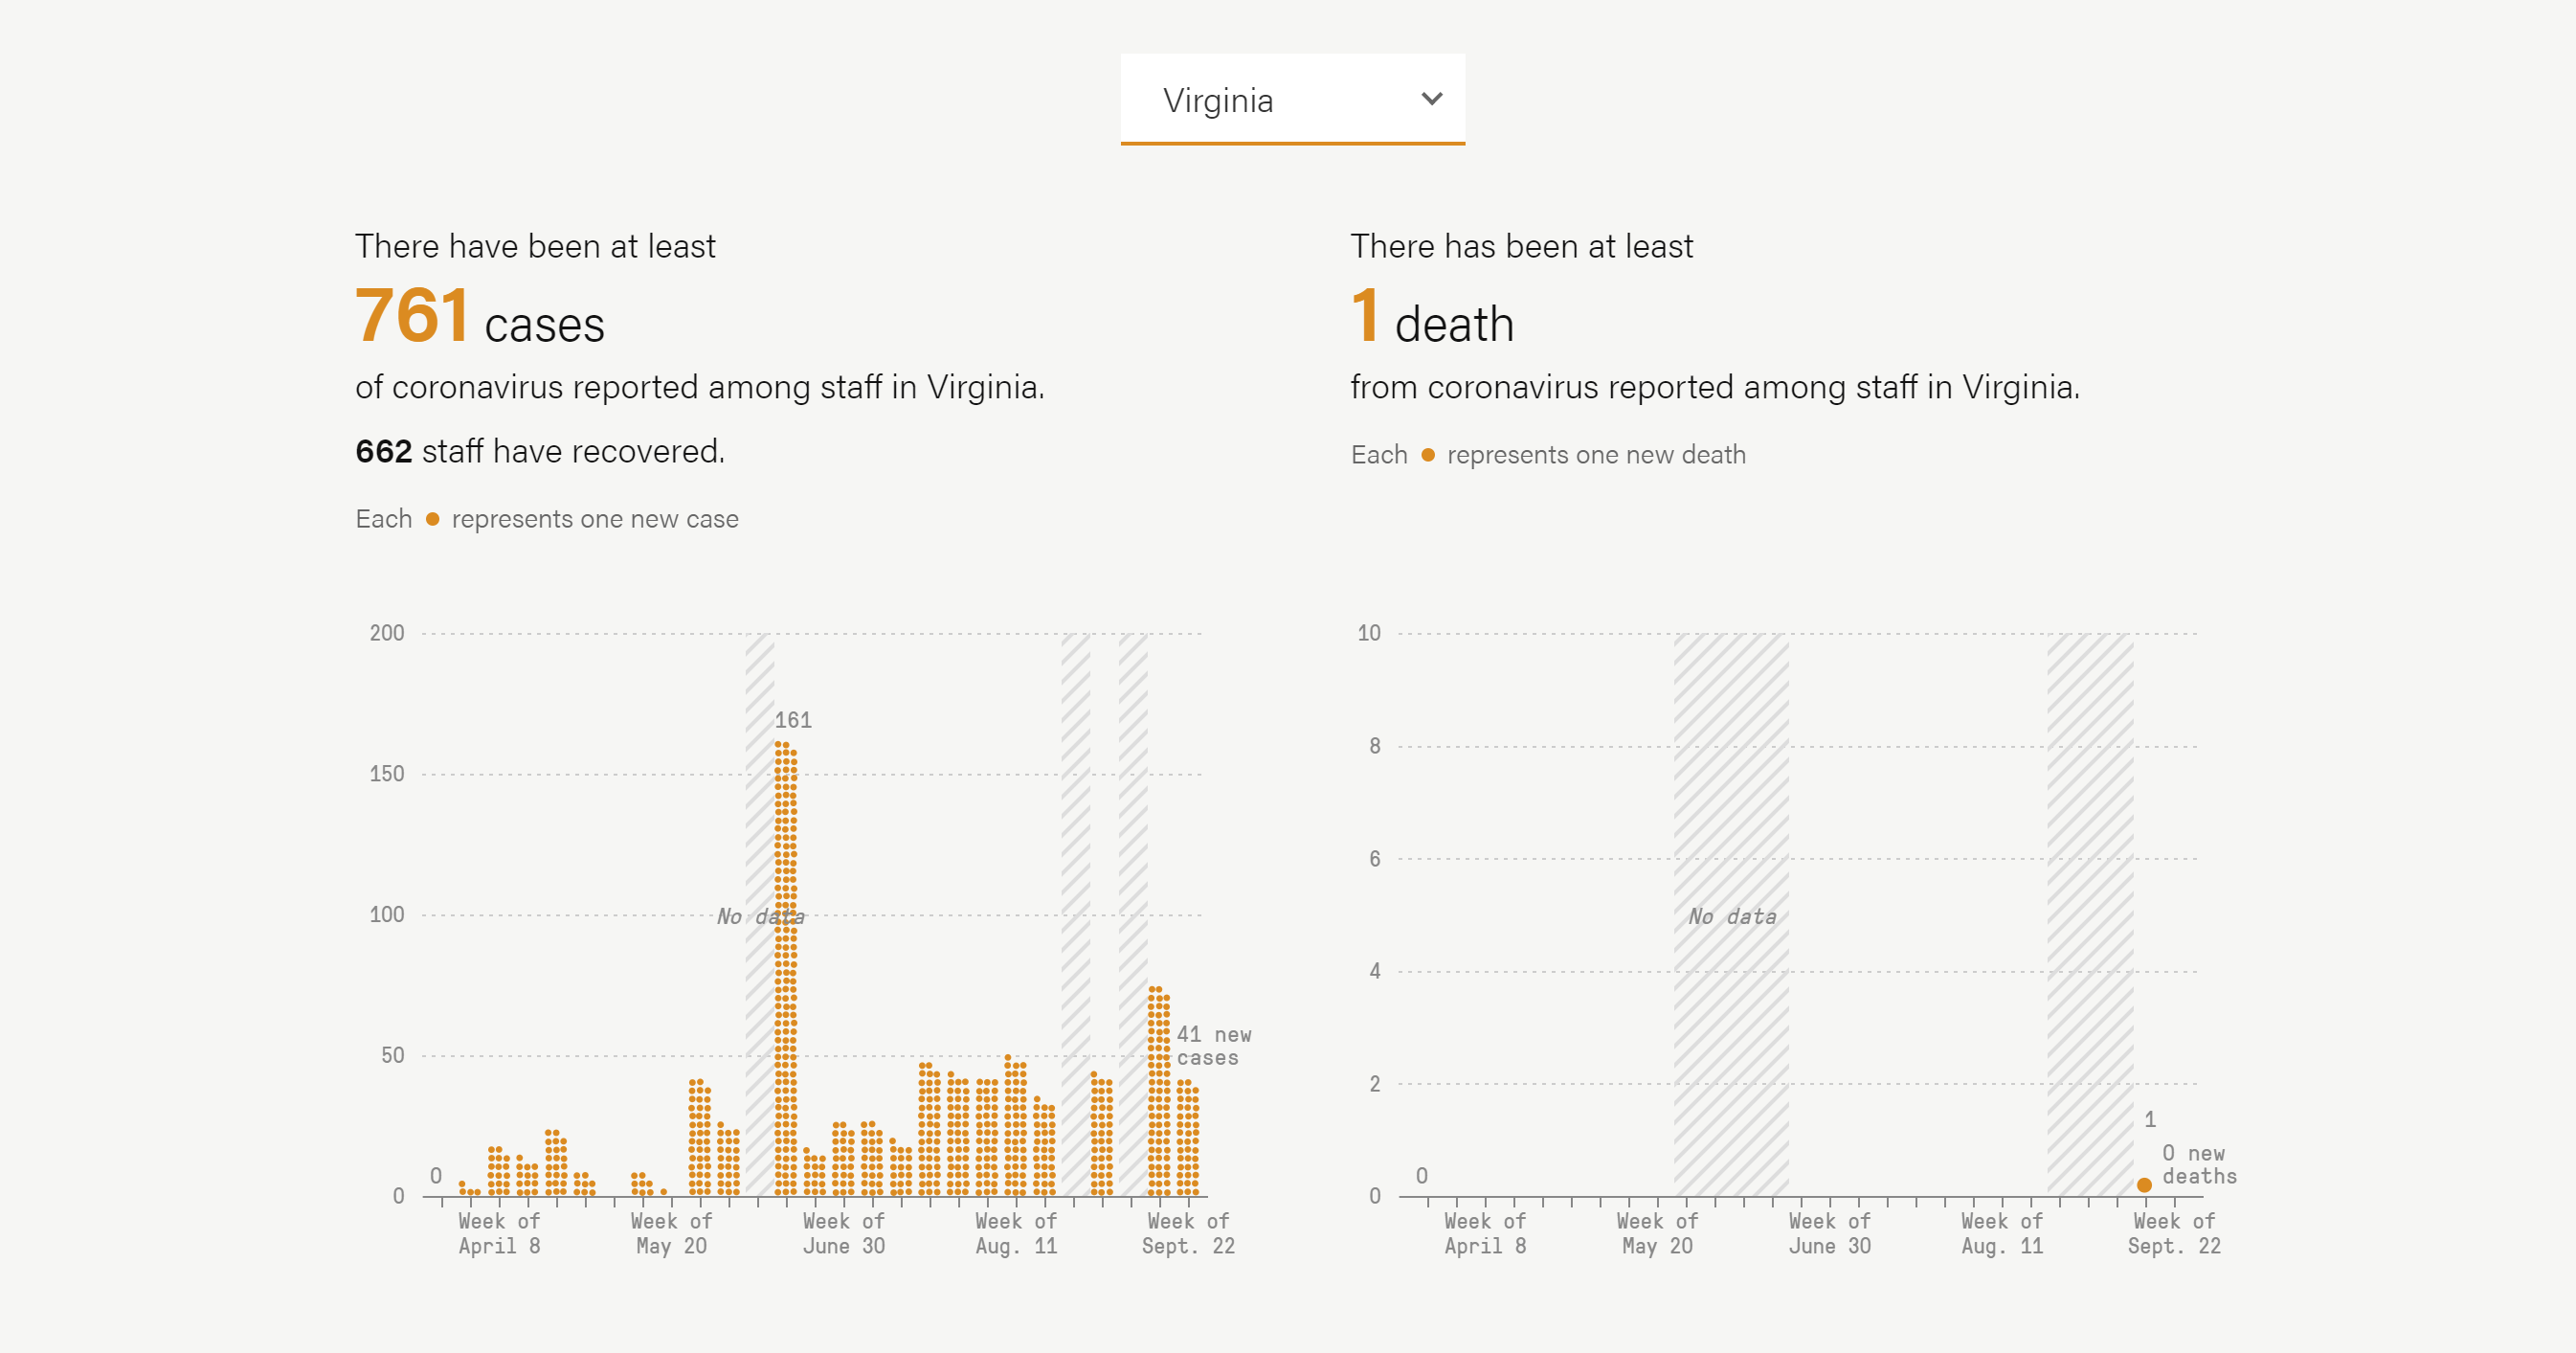 Virginia
There have been at least
761 cases
of coronavirus reported among staff in Virginia.
662 staff have recovered.
Each ● represents one new case
200
150
100
50
0
0
161
No data
41 new
cases
Week of
April 8
Week of
May 20
Week of
June 30
Week of
Aug. 11
Week of
Sept. 22
There has been at least
1 death
from coronavirus reported among staff in Virginia.
Each ● represents one new death
10
8
6
4
2
0
0
No data
1
0 new
deaths
Week of
April 8
Week of
May 20
Week of
June 30
Week of
Aug. 11
Week of
Sept. 22